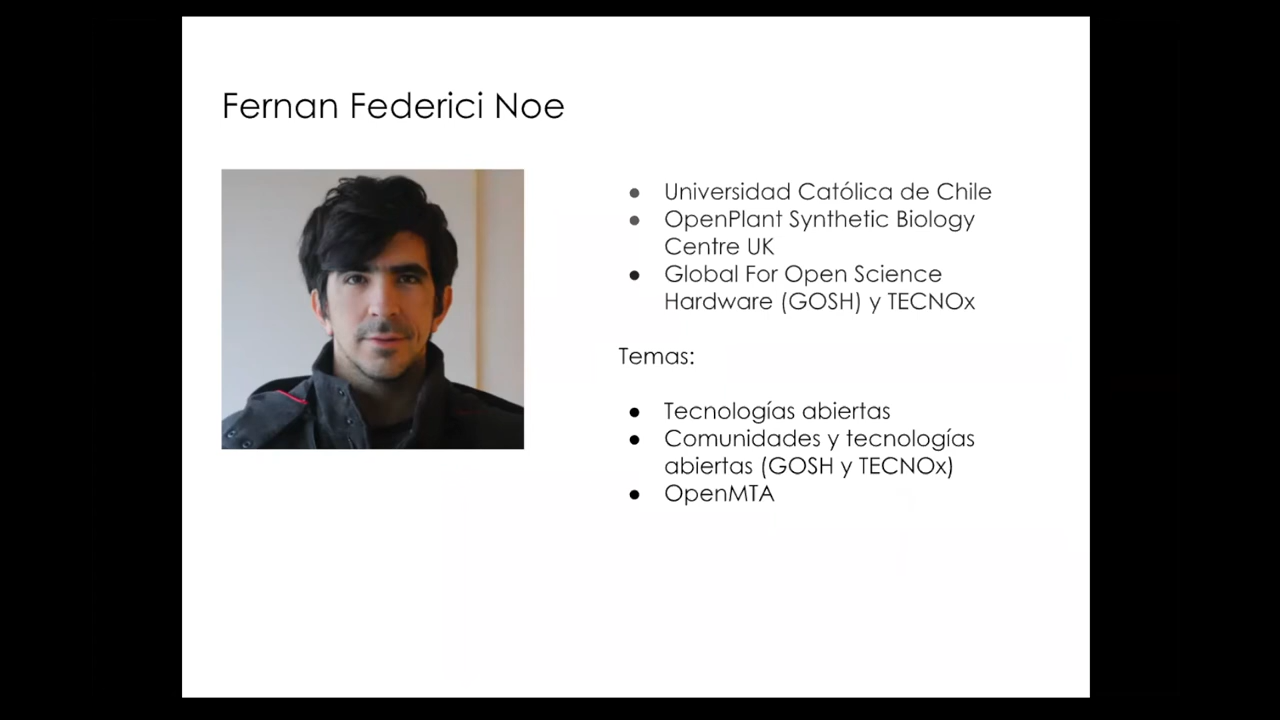 Fernan Federici Noe
● Universidad Católica de Chile
● OpenPlant Synthetic Biology
Centre UK
● Global For Open Science
Hardware (GOSH) y TECNOx
Temas:
● Tecnologías abiertas
● Comunidades y tecnologías
abiertas (GOSH y TECNOx)
● OpenMTA